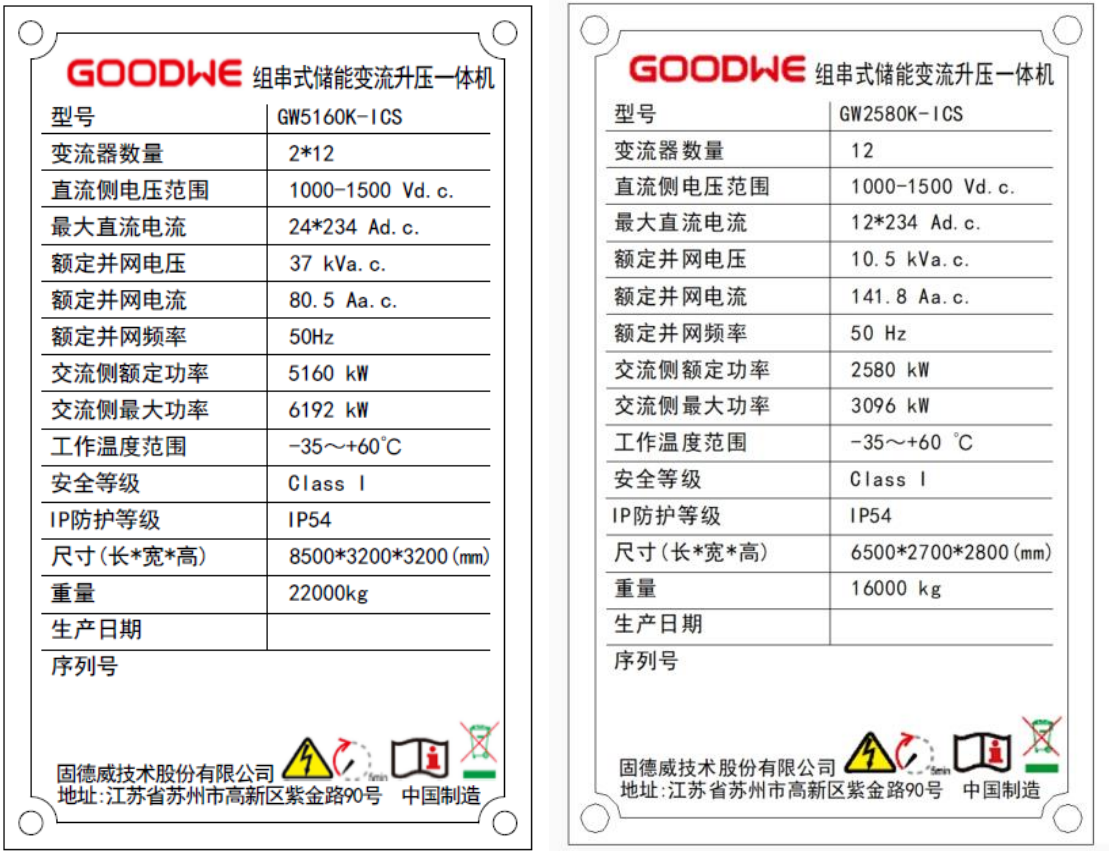 GOODWE 组串式储能变流升压一体机
型号 GW5160K-ICS
变流器数量 2*12
直流侧电压范围 1000-1500 Vd.c.
最大直流电流 24*234 Ad.c.
额定并网电压 37 kVa.c.
额定并网电流 80.5 Aa.c.
额定并网频率 50Hz
交流侧额定功率 5160 kW
交流侧最大功率 6192 kW
工作温度范围 -35～+60℃
安全等级 Class I
IP防护等级 IP54
尺寸(长*宽*高) 8500*3200*3200(mm)
重量 22000kg
生产日期
序列号
5min
固德威技术股份有限公司
地址:江苏省苏州市高新区紫金路90号 中国制造
GOODWE 组串式储能变流升压一体机
型号 GW2580K-ICS
变流器数量 12
直流侧电压范围 1000-1500 Vd.c.
最大直流电流 12*234 Ad.c.
额定并网电压 10.5 kVa.c.
额定并网电流 141.8 Aa.c.
额定并网频率 50 Hz
交流侧额定功率 2580 kW
交流侧最大功率 3096 kW
工作温度范围 -35～+60 ℃
安全等级 Class I
IP防护等级 IP54
尺寸(长*宽*高) 6500*2700*2800(mm)
重量 16000 kg
生产日期
序列号
5min
固德威技术股份有限公司
地址:江苏省苏州市高新区紫金路90号 中国制造